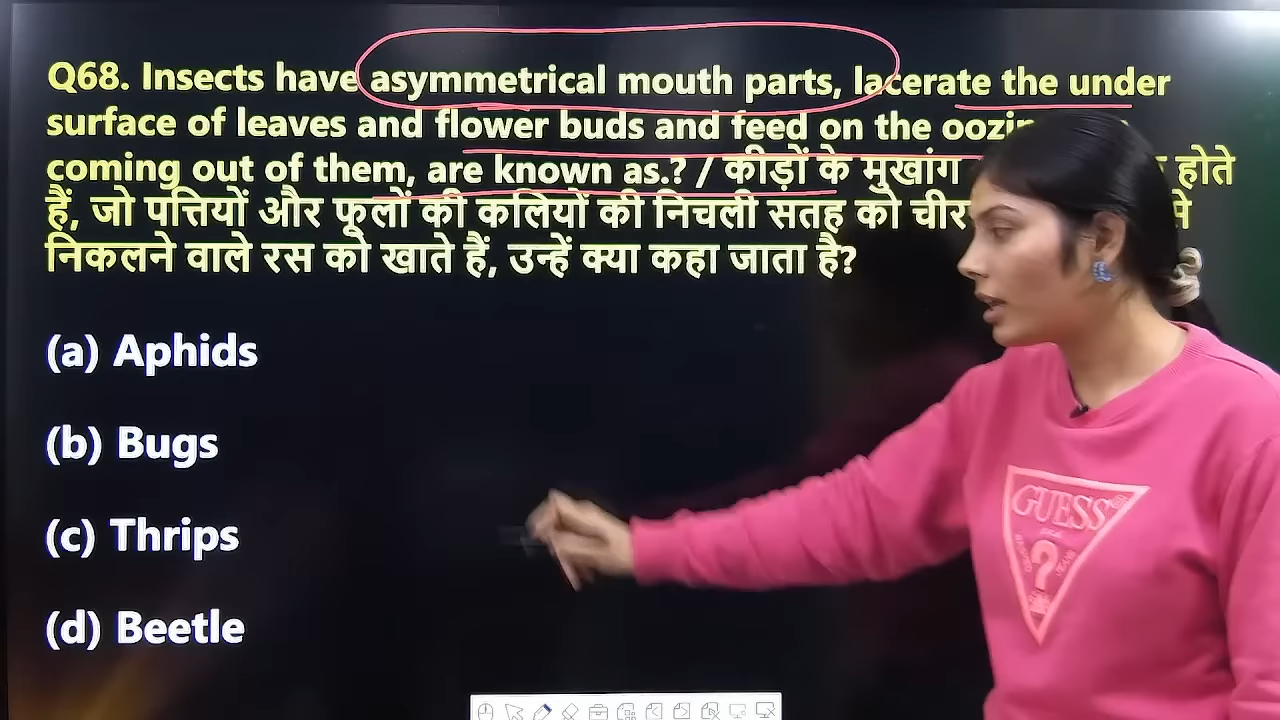 Q68. Insects have asymmetrical mouth parts, lacerate the under
surface of leaves and flower buds and feed on the
coming out of them, are known as.? / कीड़ों के मुखांग होते
हैं, जो पत्तियों और फूलों की कलियों की निचली सतह को से
निकलने वाले रस को खाते हैं, उन्हें क्या कहा जाता है?
(a) Aphids
(b) Bugs
(c) Thrips
(d) Beetle
GUESS
?